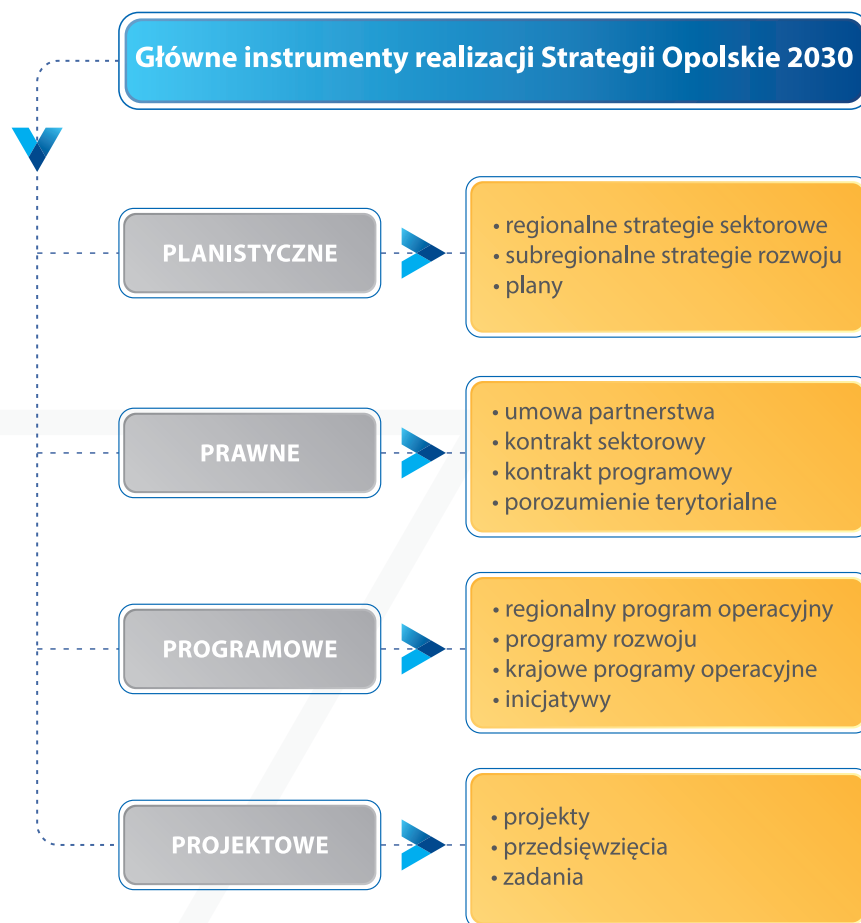 Główne instrumenty realizacji Strategii Opolskie 2030
PLANISTYCZNE
• regionalne strategie sektorowe
• subregionalne strategie rozwoju
• plany
PRAWNE
• umowa partnerstwa
• kontrakt sektorowy
• kontrakt programowy
• porozumienie terytorialne
PROGRAMOWE
• regionalny program operacyjny
• programy rozwoju
• krajowe programy operacyjne
• inicjatywy
PROJEKTOWE
• projekty
• przedsięwzięcia
• zadania